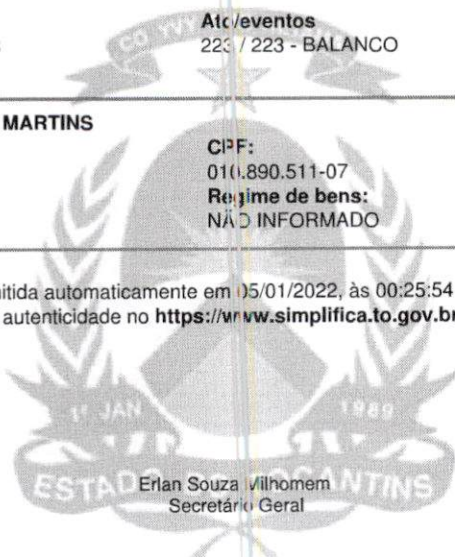 Ato/eventos
223 / 223 - BALANCO
MARTINS
CPF:
010.890.511-07
Regime de bens:
NÃO INFORMADO
itida automaticamente em 05/01/2022, às 00:25:54
autenticidade no https://www.simplifica.to.gov.br
1º JAN
1989
ESTADO DO TOCANTINS
Erlan Souza Milhomem
Secretário Geral